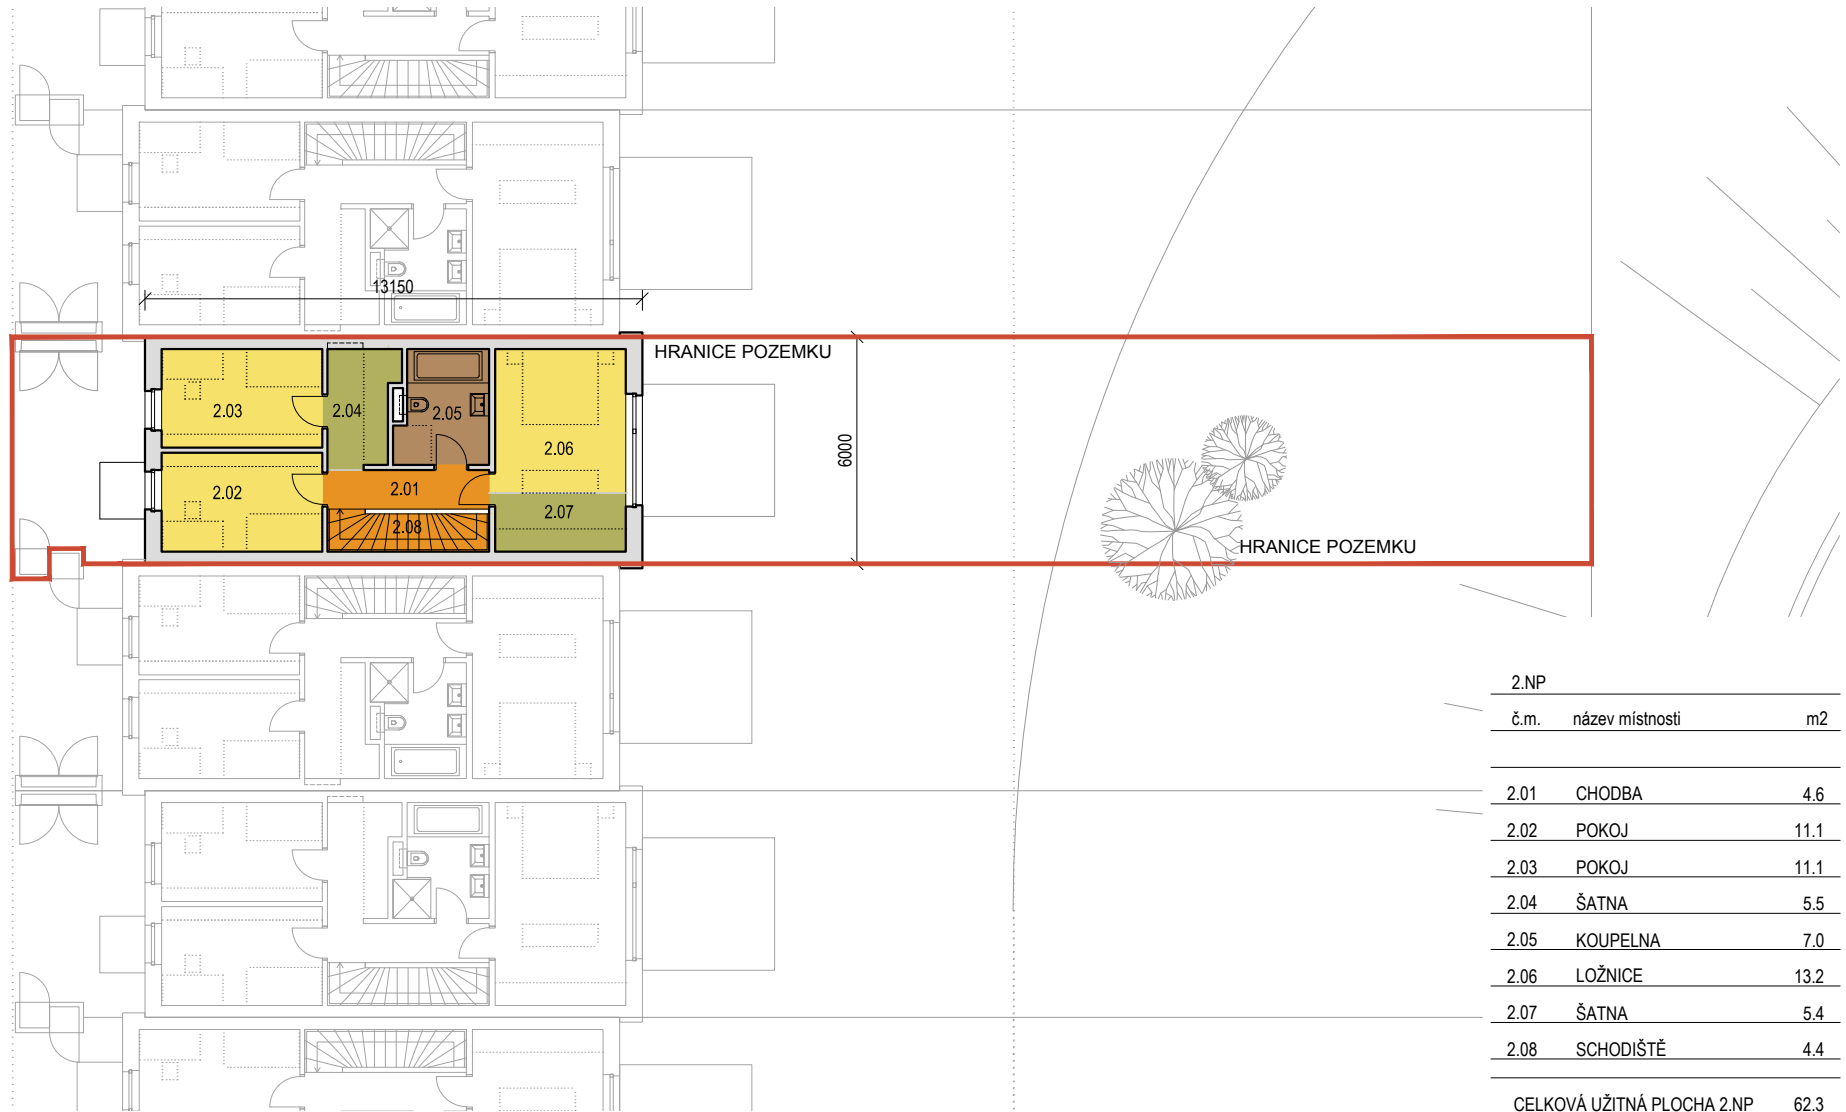 13150
HRANICE POZEMKU
2.03
2.04
2.05
2.06
6000
2.02
2.01
2.07
2.08
HRANICE POZEMKU
2.NP
č.m. název místnosti m2
2.01 CHODBA 4.6
2.02 POKOJ 11.1
2.03 POKOJ 11.1
2.04 ŠATNA 5.5
2.05 KOUPELNA 7.0
2.06 LOŽNICE 13.2
2.07 ŠATNA 5.4
2.08 SCHODIŠTĚ 4.4
CELKOVÁ UŽITNÁ PLOCHA 2.NP 62.3